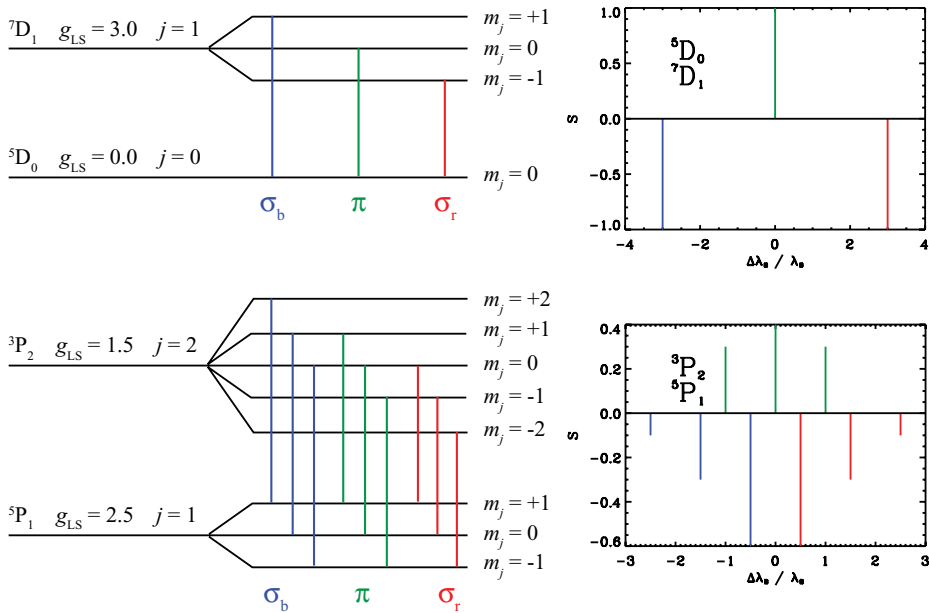 ⁷D₁ g_LS = 3.0 j = 1
m_j = +1
m_j = 0
m_j = -1
⁵D₀ g_LS = 0.0 j = 0
m_j = 0
σ_b π σ_r
1.0
0.5
0.0
-0.5
-1.0
S
⁵D₀
⁷D₁
-4 -2 0 2 4
Δλ_B / λ_B
³P₂ g_LS = 1.5 j = 2
m_j = +2
m_j = +1
m_j = 0
m_j = -1
m_j = -2
⁵P₁ g_LS = 2.5 j = 1
m_j = +1
m_j = 0
m_j = -1
σ_b π σ_r
0.4
0.2
0.0
-0.2
-0.4
-0.6
S
³P₂
⁵P₁
-3 -2 -1 0 1 2 3
Δλ_B / λ_B